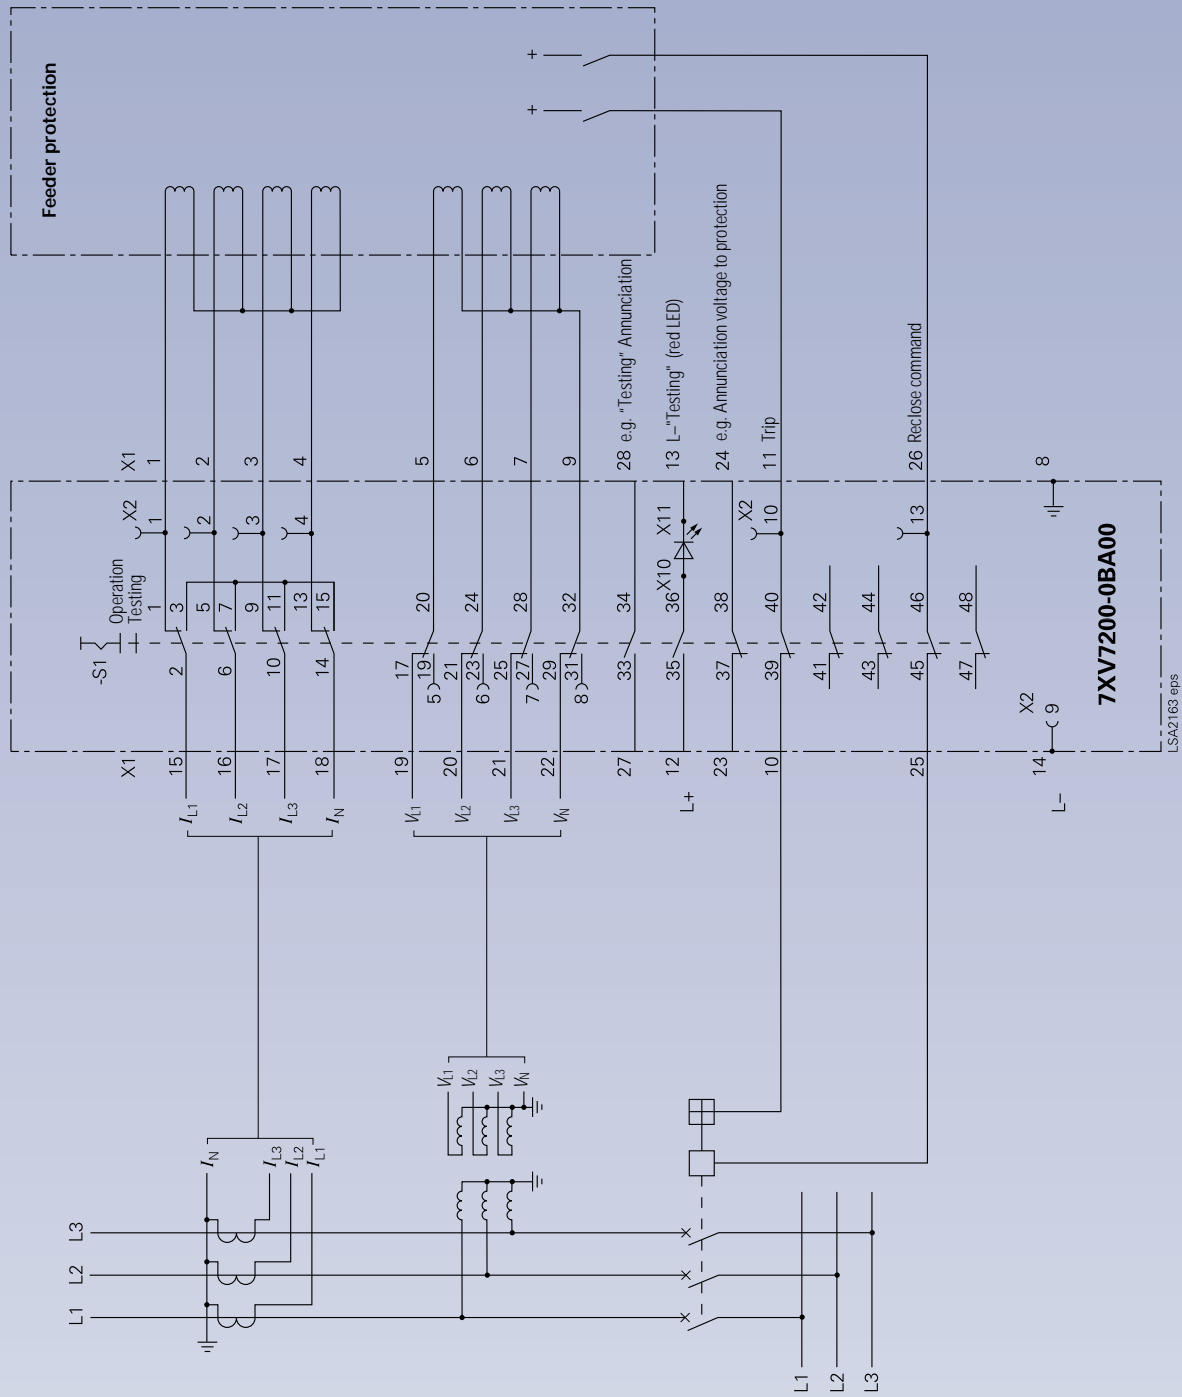 Feeder protection
+
+
X1
1
2
3
4
5
6
7
9
28 e.g. "Testing" Annunciation
13 L–"Testing" (red LED)
24 e.g. Annunciation voltage to protection
11 Trip
26 Reclose command
8
X2
1
2
3
4
X10
X11
X2
10
13
-S1
Operation
Testing
1
3
5
7
9
11
13
15
20
24
28
32
34
36
38
40
42
44
46
48
2
6
10
14
17
19
5
21
23
6
25
27
7
29
31
8
33
35
37
39
41
43
45
47
X2
9
7XV7200-0BA00
LSA2163 eps
X1
15
16
17
18
19
20
21
22
27
12
23
10
25
14
IL1
IL2
IL3
IN
VL1
VL2
VL3
VN
L+
L–
VL1
VL2
VL3
VN
IN
IL3
IL2
IL1
L3
L2
L1
L1
L2
L3